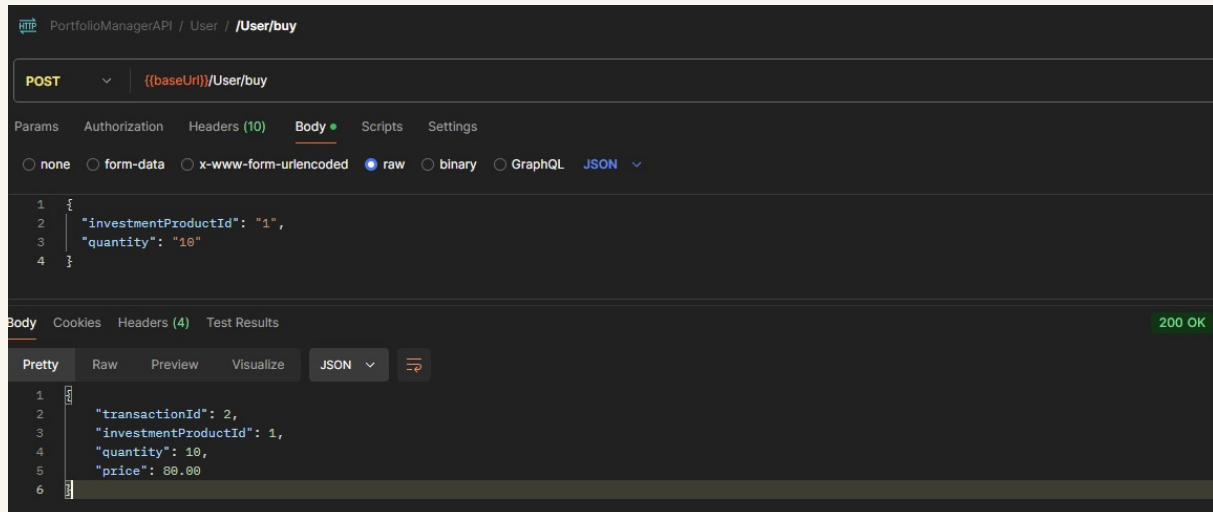 HTTP PortfolioManagerAPI / User / /User/buy
POST {{baseUrl}}/User/buy
Params Authorization Headers (10) Body Scripts Settings
none form-data x-www-form-urlencoded raw binary GraphQL JSON
1 {
2 "investmentProductId": "1",
3 "quantity": "10"
4 }
Body Cookies Headers (4) Test Results 200 OK
Pretty Raw Preview Visualize JSON
1 {
2 "transactionId": 2,
3 "investmentProductId": 1,
4 "quantity": 10,
5 "price": 80.00
6 }